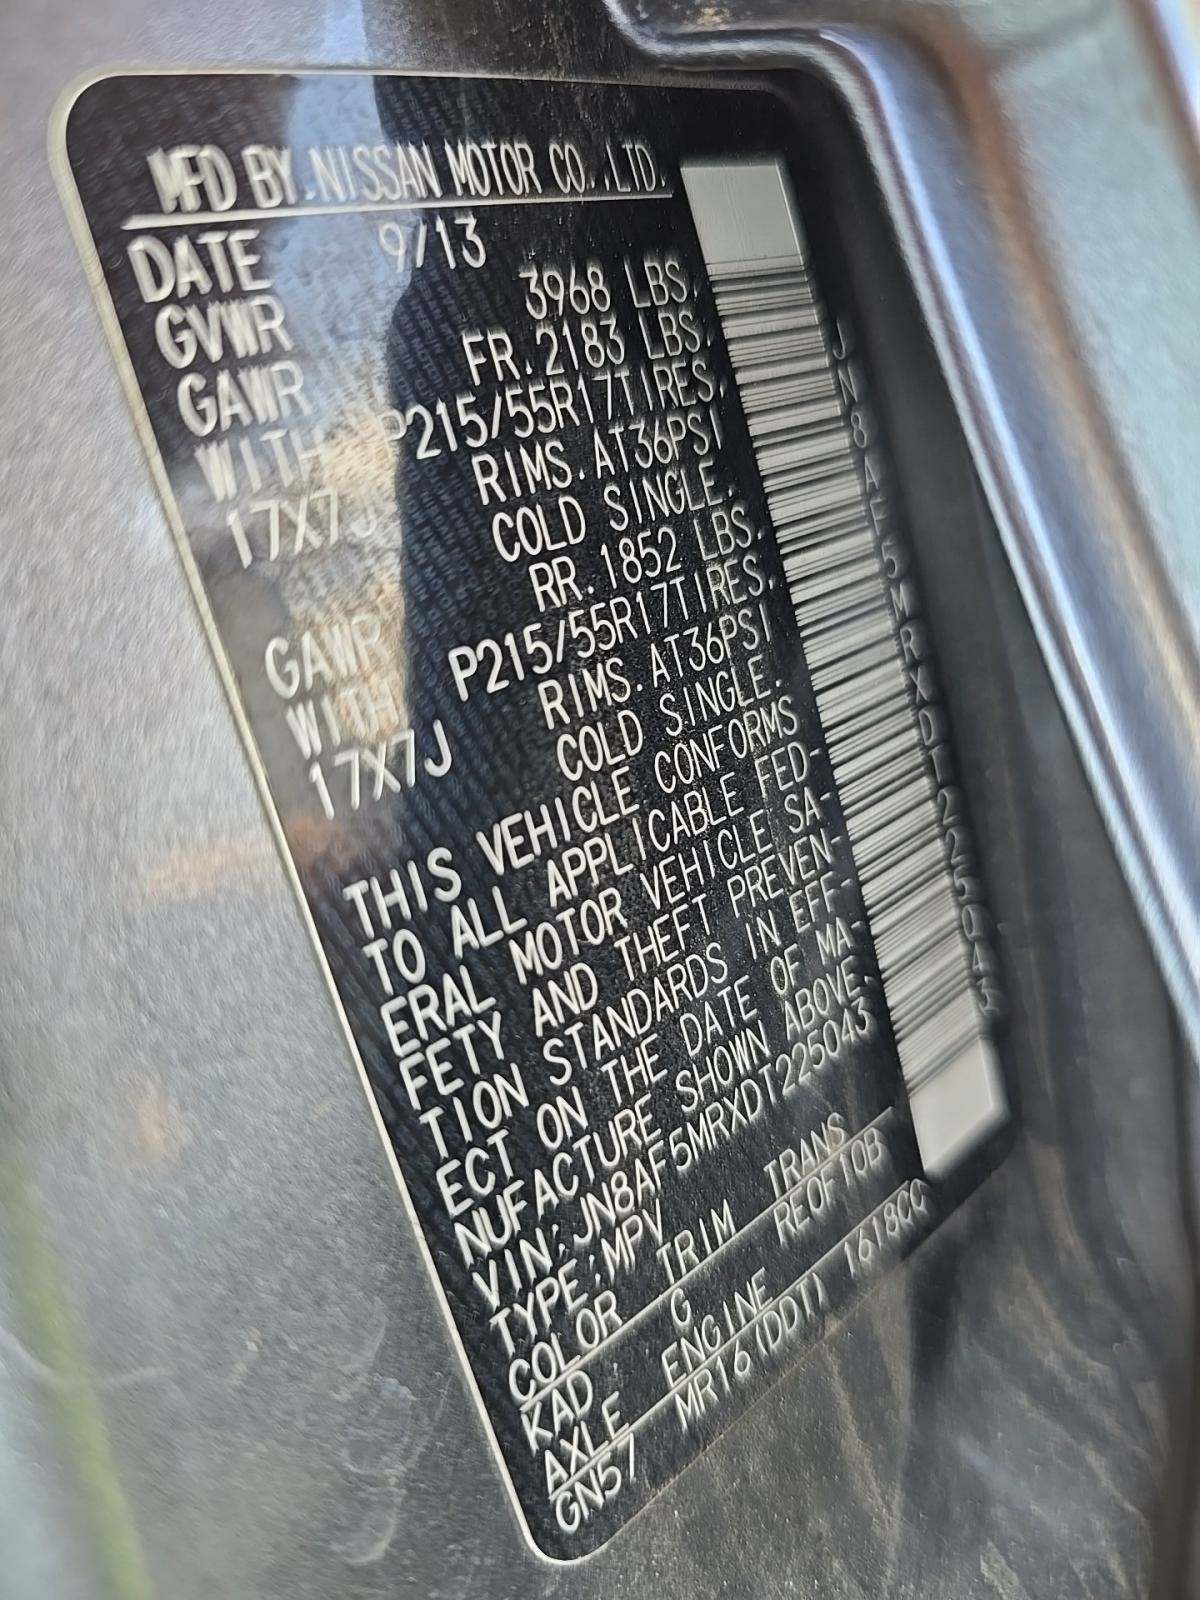 MFD BY.NISSAN MOTOR CO.,LTD.
DATE 9/13
GVWR 3968 LBS.
GAWR FR.2183 LBS.
WITH P215/55R17TIRES.
17X7J RIMS.AT36PSI
COLD SINGLE.
GAWR RR.1852 LBS.
WITH P215/55R17TIRES.
17X7J RIMS.AT36PSI
COLD SINGLE.
THIS VEHICLE CONFORMS
TO ALL APPLICABLE FED-
ERAL MOTOR VEHICLE SA-
FETY AND THEFT PREVEN-
TION STANDARDS IN EFF-
ECT ON THE DATE OF MA-
NUFACTURE SHOWN ABOVE.
VIN:JN8AF5MRXDT225043
TYPE:MPV
COLOR TRIM TRANS
KAD G RE0F10B
AXLE ENGINE
GN57 MR16(DDT) 1618CC
JN8AF5MRXDT225043